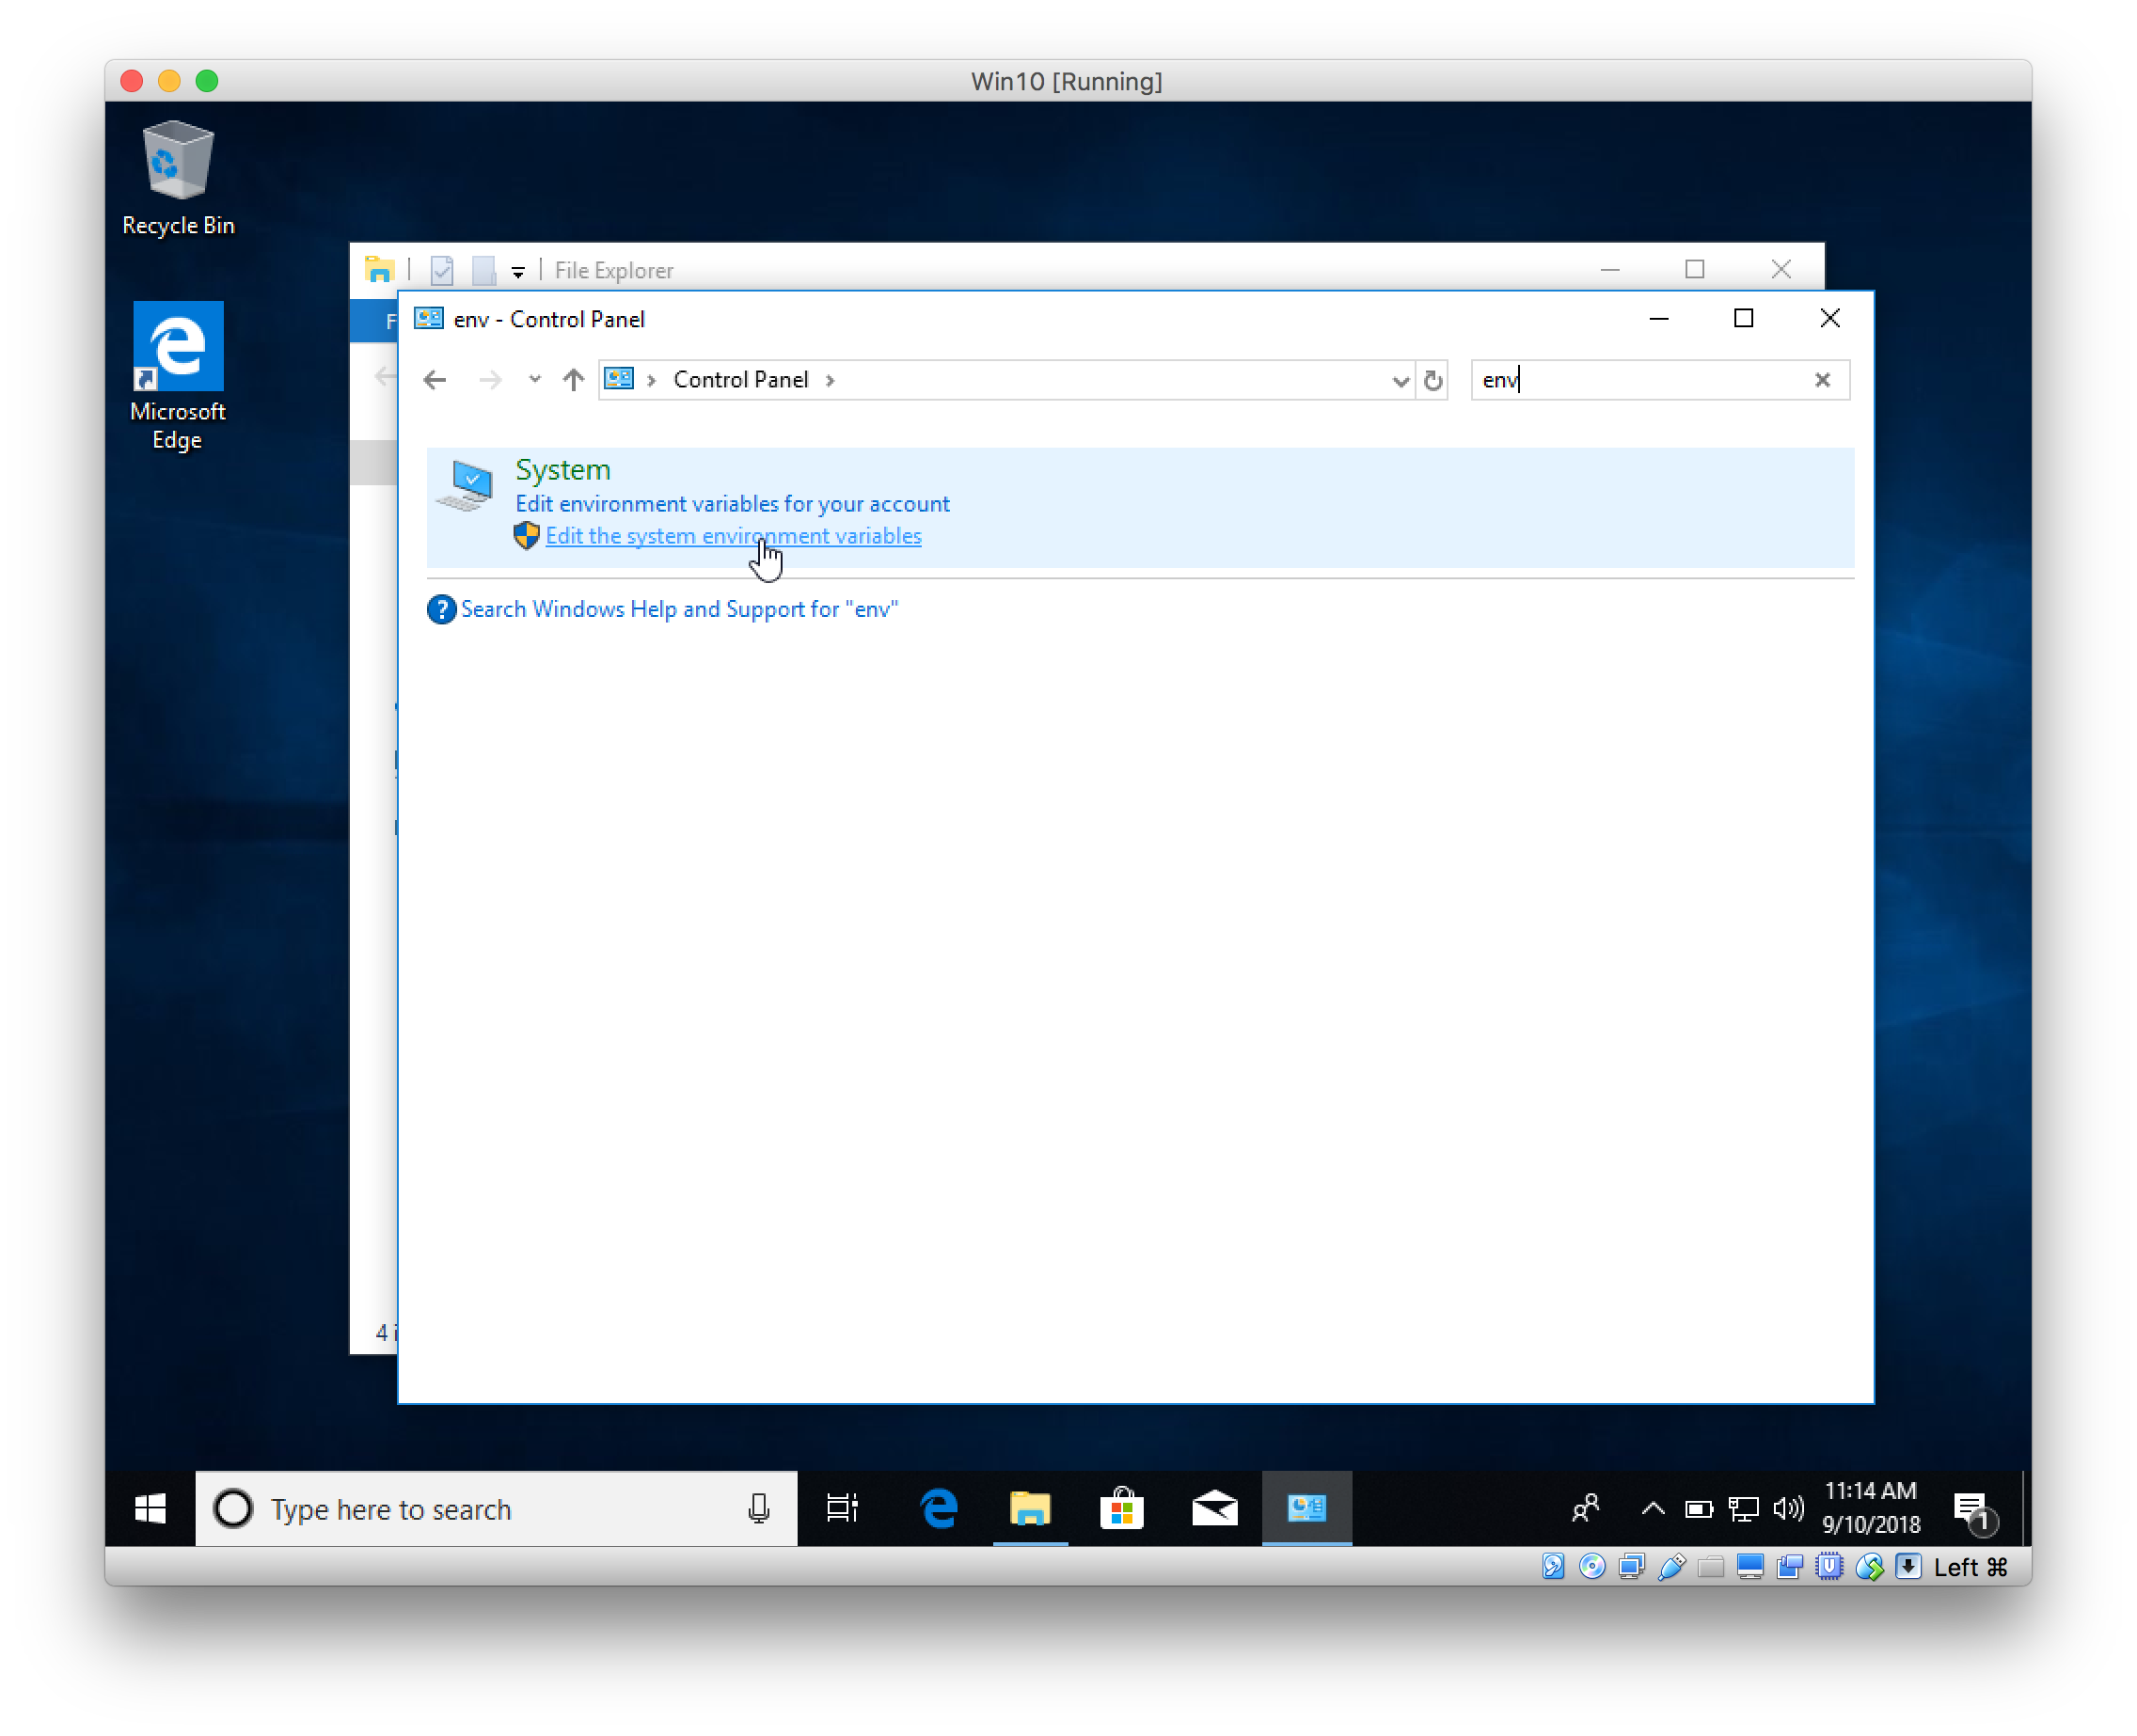 Win10 [Running]
Recycle Bin
Microsoft
Edge
File Explorer
F
env - Control Panel
Control Panel
env
System
Edit environment variables for your account
Edit the system environment variables
Search Windows Help and Support for "env"
4 i
Type here to search
11:14 AM
9/10/2018
1
Left ⌘